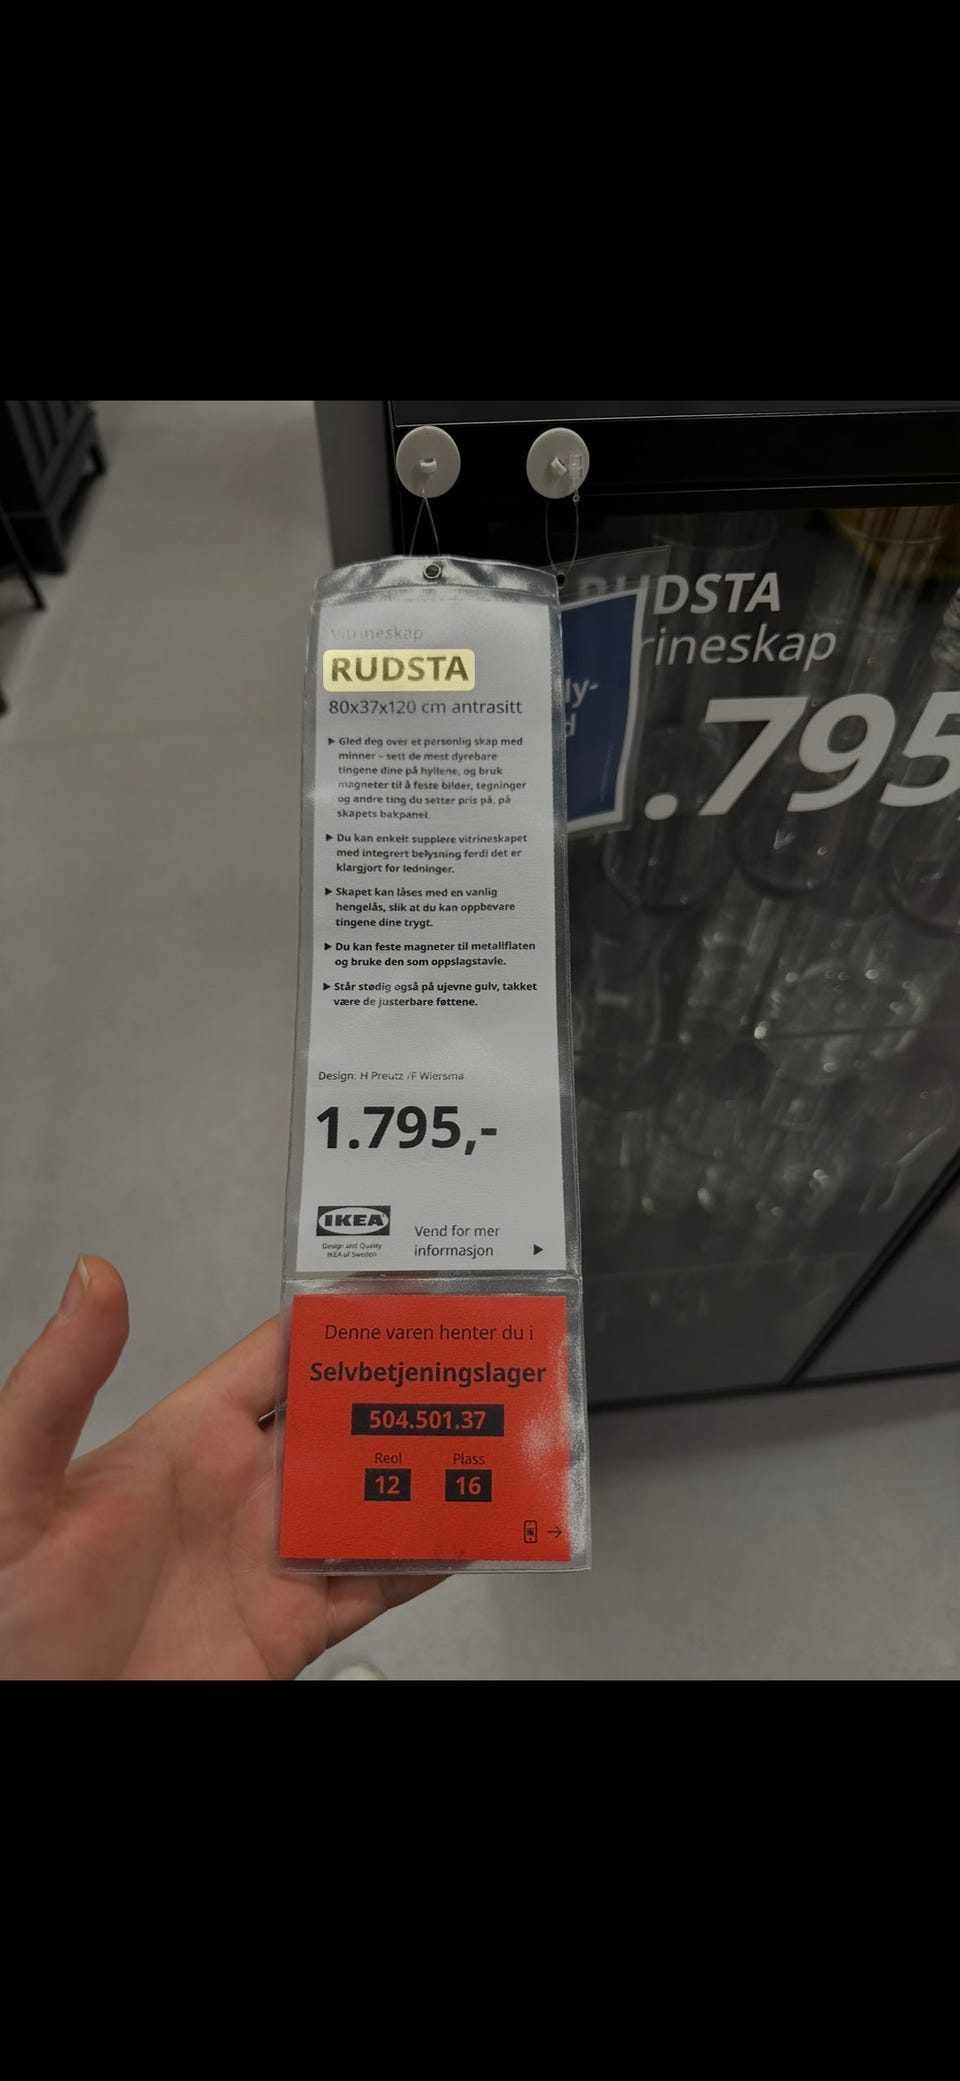 Vitrineskap
RUDSTA
80x37x120 cm antrasitt
▶ Gled deg over et personlig skap med
minner – sett de mest dyrebare
tingene dine på hyllene, og bruk
magneter til å feste bilder, tegninger
og andre ting du setter pris på, på
skapets bakpanel.
▶ Du kan enkelt supplere vitrineskapet
med integrert belysning fordi det er
klargjort for ledninger.
▶ Skapet kan låses med en vanlig
hengelås, slik at du kan oppbevare
tingene dine trygt.
▶ Du kan feste magneter til metallflaten
og bruke den som oppslagstavle.
▶ Står stødig også på ujevne gulv, takket
være de justerbare føttene.
Design: H Preutz /F Wiersma
1.795,-
IKEA
Design and Quality
IKEA of Sweden
Vend for mer
informasjon ▶
Denne varen henter du i
Selvbetjeningslager
504.501.37
Reol Plass
12 16
RUDSTA
rineskap
.795
ly-
d